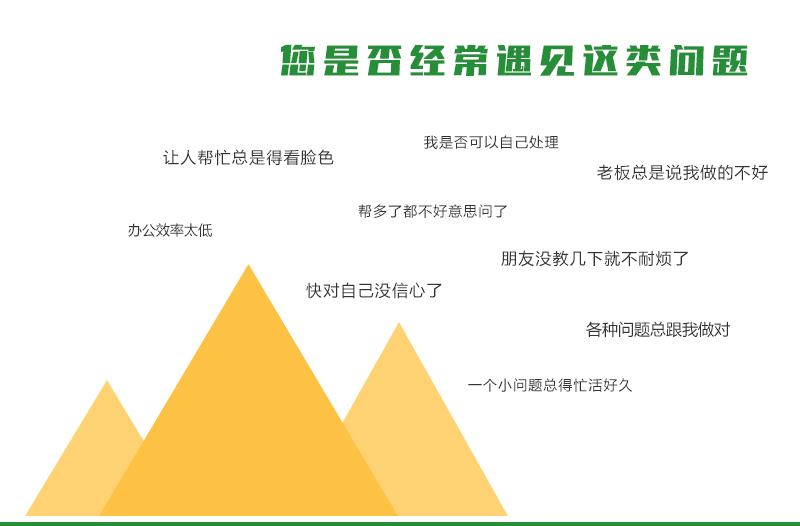 您是否经常遇见这类问题
我是否可以自己处理
让人帮忙总是得看脸色
老板总是说我做的不好
帮多了都不好意思问了
办公效率太低
朋友没教几下就不耐烦了
快对自己没信心了
各种问题总跟我做对
一个小问题总得忙活好久